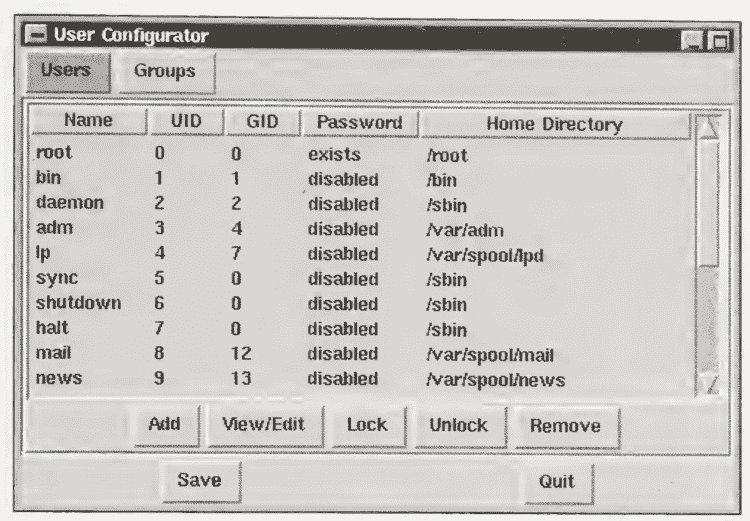 User Configurator
Users Groups
Name UID GID Password Home Directory
root 0 0 exists /root
bin 1 1 disabled /bin
daemon 2 2 disabled /sbin
adm 3 4 disabled /var/adm
lp 4 7 disabled /var/spool/lpd
sync 5 0 disabled /sbin
shutdown 6 0 disabled /sbin
halt 7 0 disabled /sbin
mail 8 12 disabled /var/spool/mail
news 9 13 disabled /var/spool/news
Add View/Edit Lock Unlock Remove
Save Quit